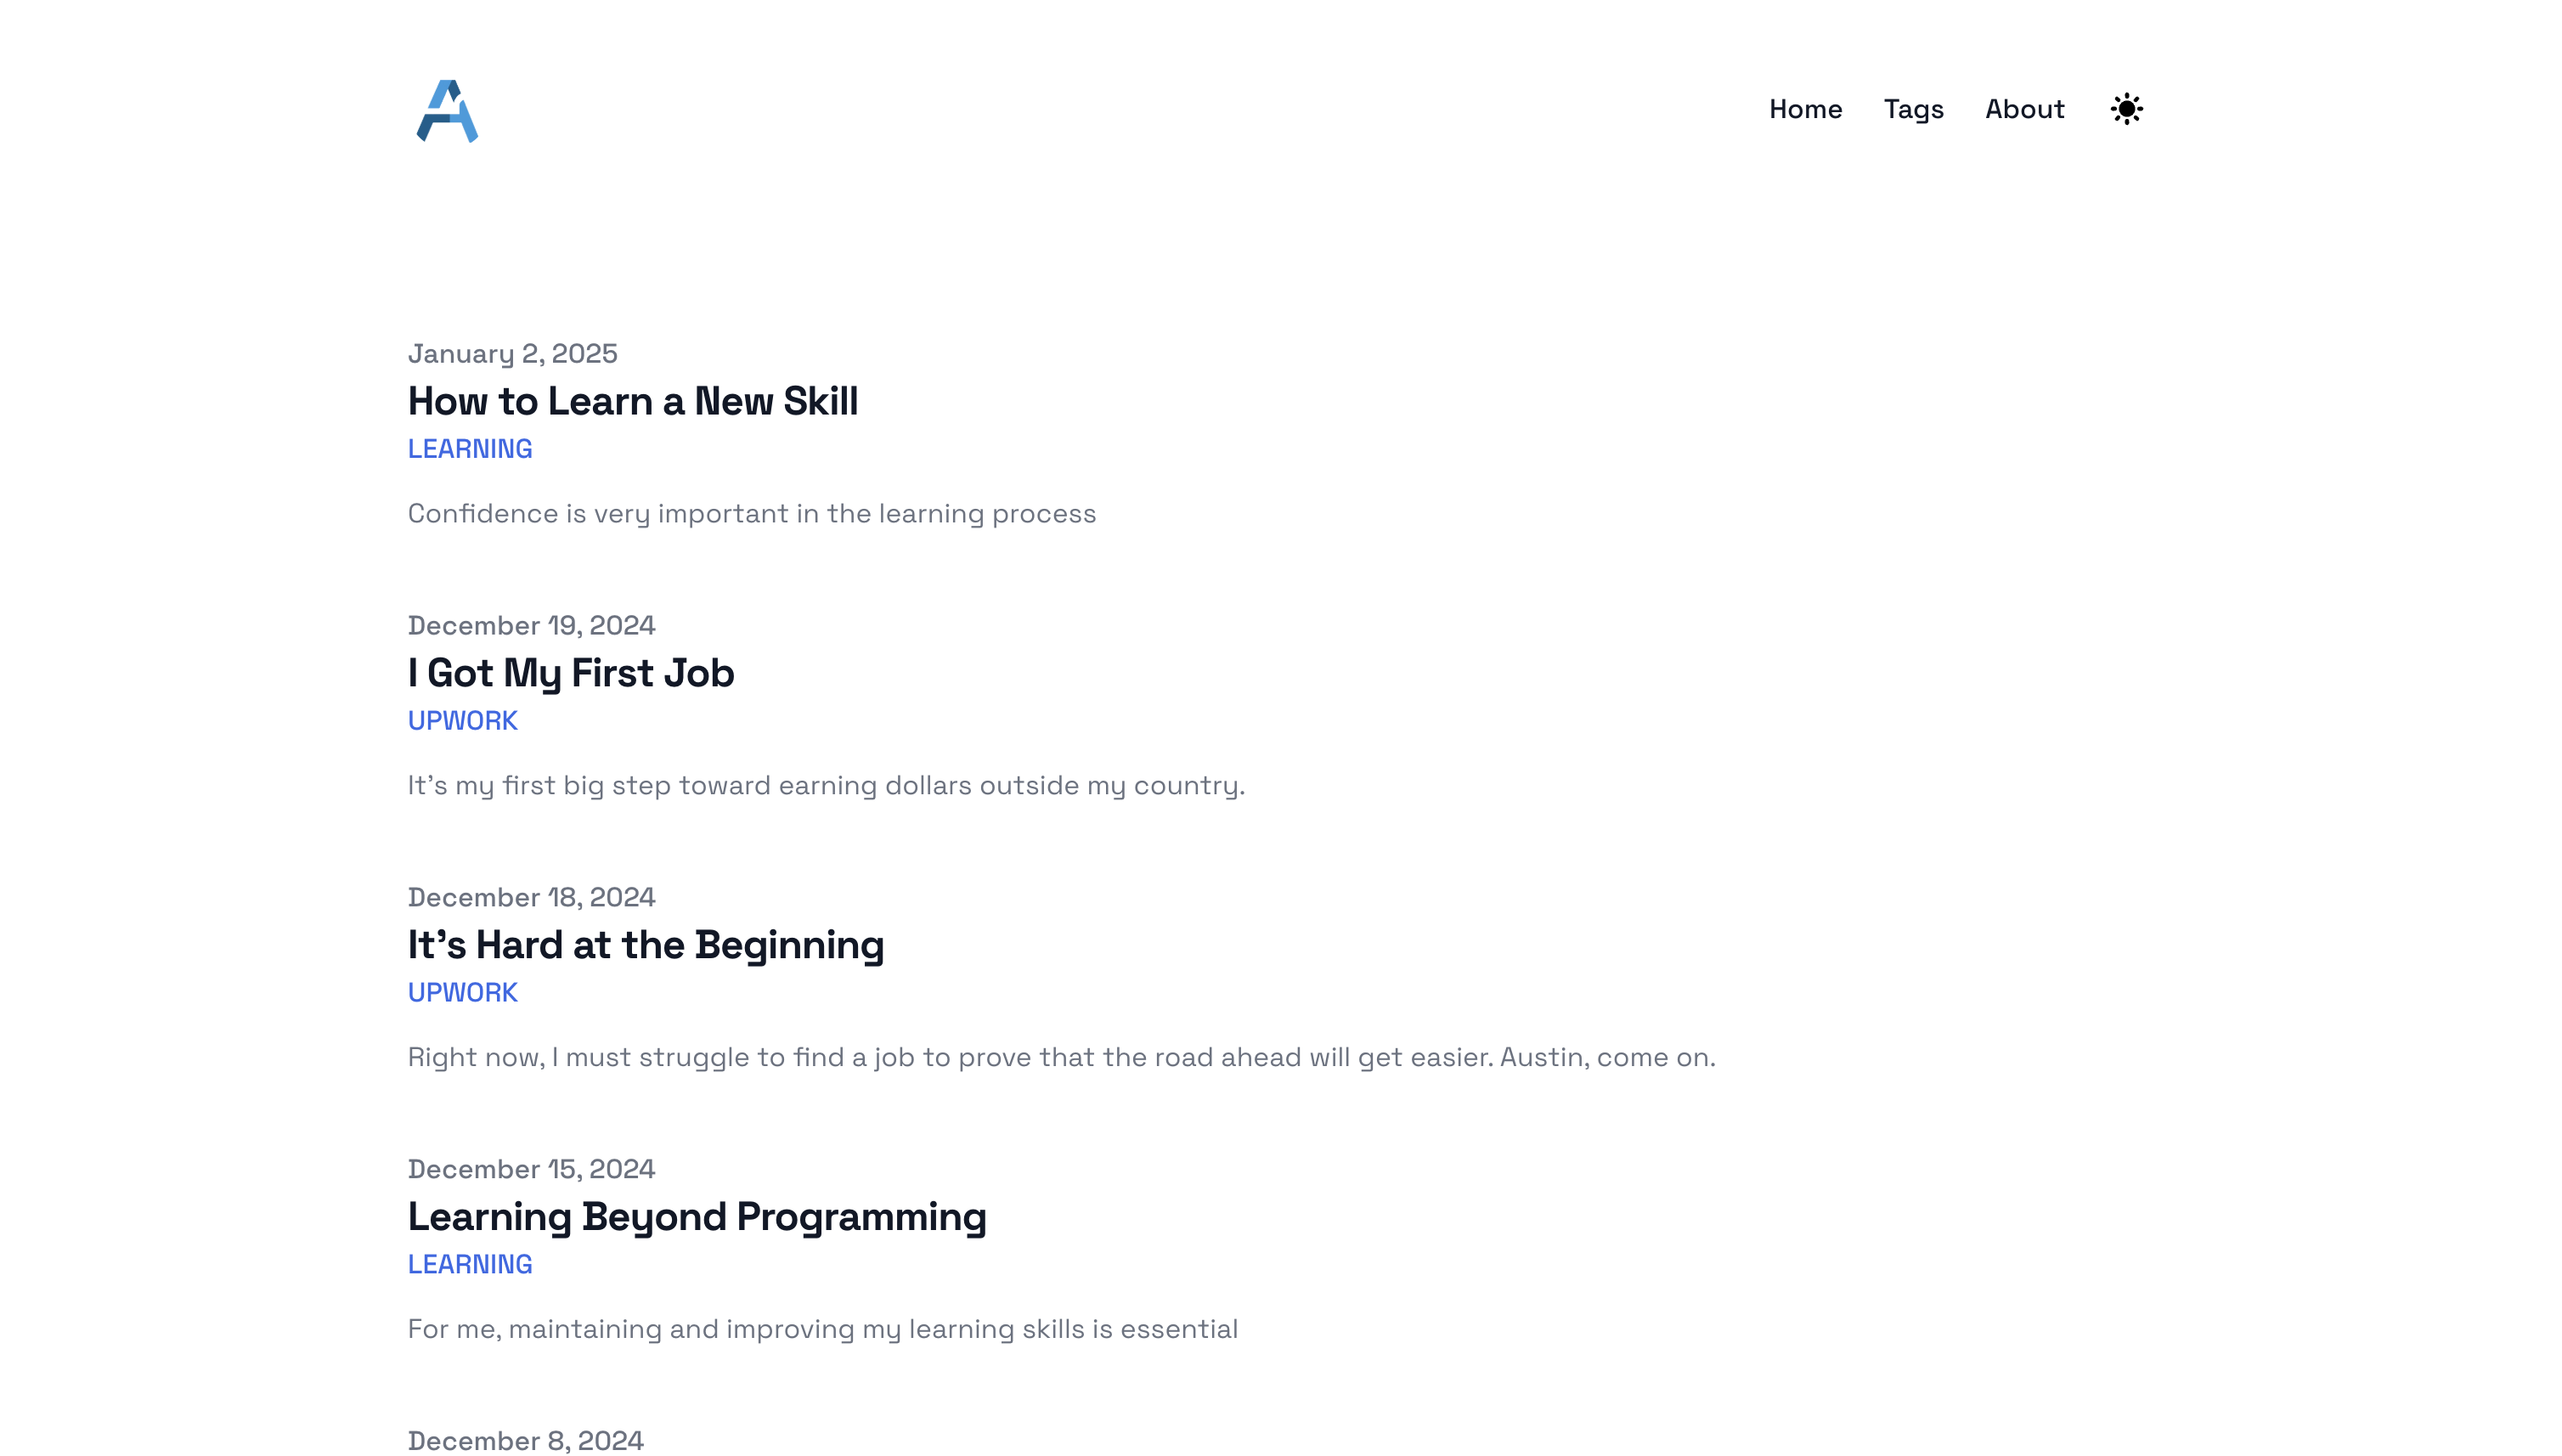 Home Tags About
January 2, 2025
How to Learn a New Skill
LEARNING
Confidence is very important in the learning process
December 19, 2024
I Got My First Job
UPWORK
It's my first big step toward earning dollars outside my country.
December 18, 2024
It's Hard at the Beginning
UPWORK
Right now, I must struggle to find a job to prove that the road ahead will get easier. Austin, come on.
December 15, 2024
Learning Beyond Programming
LEARNING
For me, maintaining and improving my learning skills is essential
December 8, 2024